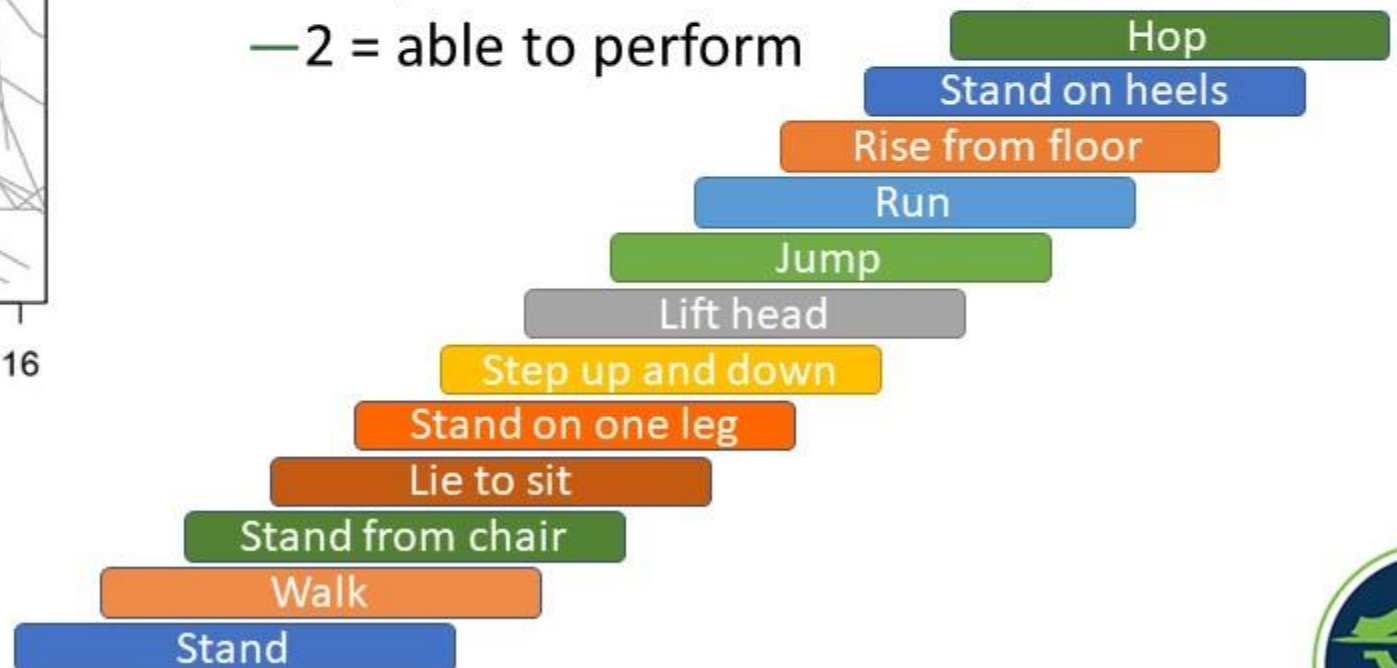 —2 = able to perform
Hop
Stand on heels
Rise from floor
Run
Jump
Lift head
16
Step up and down
Stand on one leg
Lie to sit
Stand from chair
Walk
Stand